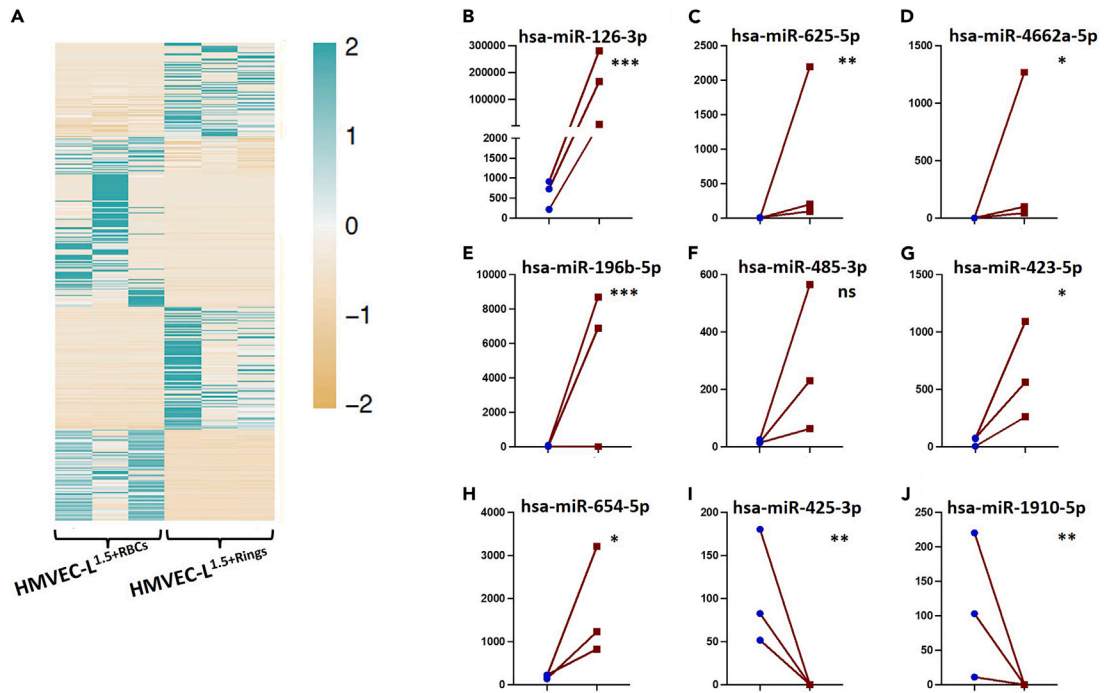 A
2
1
0
−1
−2
HMVEC-L1.5+RBCs
HMVEC-L1.5+Rings
B
hsa-miR-126-3p
***
300000
200000
100000
2000
1500
1000
500
0
C
hsa-miR-625-5p
**
2500
2000
1500
1000
500
0
D
hsa-miR-4662a-5p
*
1500
1000
500
0
E
hsa-miR-196b-5p
***
10000
8000
6000
4000
2000
0
F
hsa-miR-485-3p
ns
600
400
200
0
G
hsa-miR-423-5p
*
1500
1000
500
0
H
hsa-miR-654-5p
*
4000
3000
2000
1000
0
I
hsa-miR-425-3p
**
200
150
100
50
0
J
hsa-miR-1910-5p
**
250
200
150
100
50
0